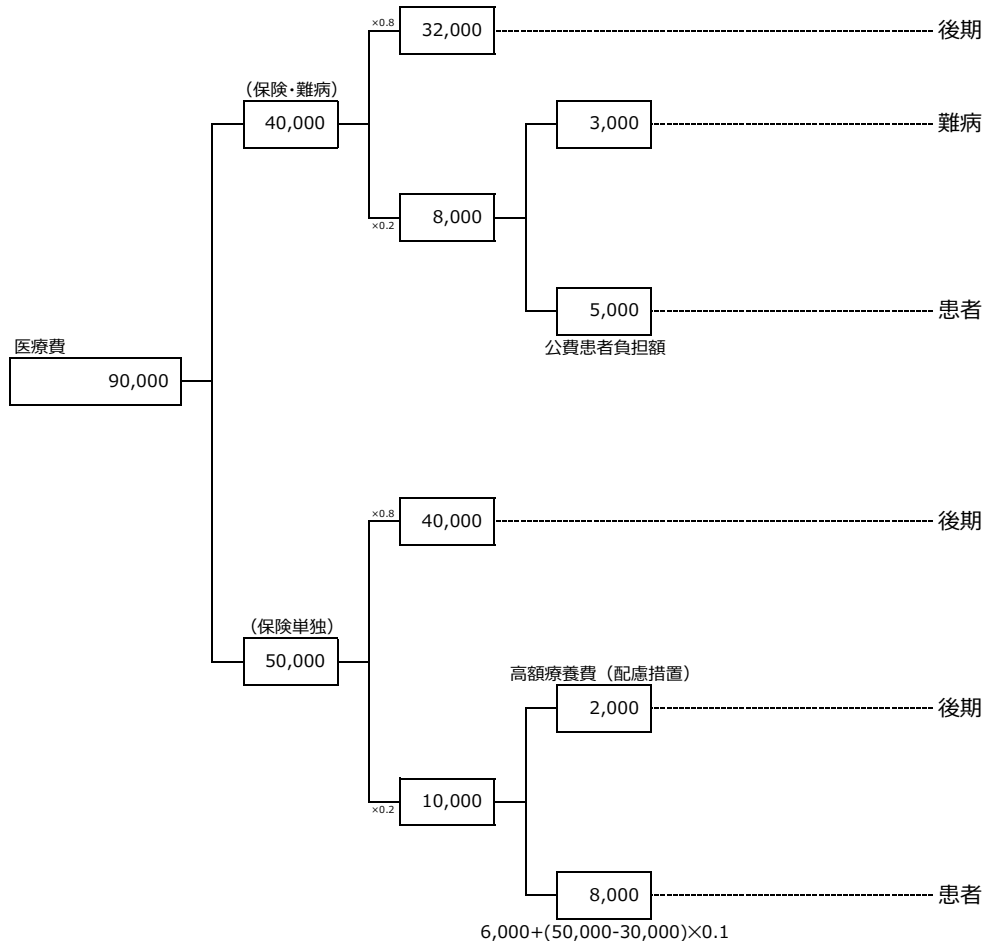 ×0.8
32,000
後期
(保険・難病)
40,000
3,000
難病
8,000
×0.2
5,000
患者
公費患者負担額
医療費
90,000
×0.8
40,000
後期
(保険単独)
50,000
高額療養費(配慮措置)
2,000
後期
10,000
×0.2
8,000
患者
6,000+(50,000-30,000)×0.1